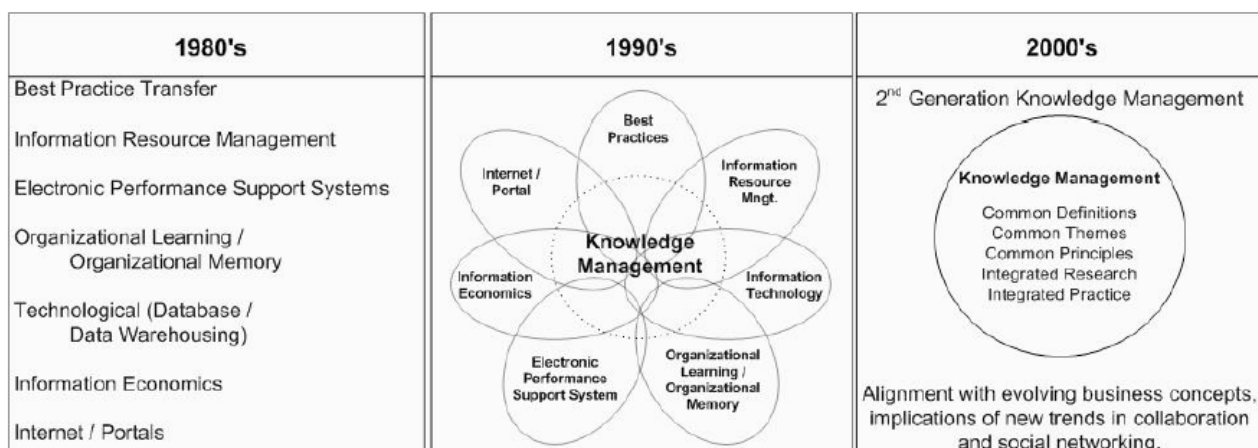 1980's
Best Practice Transfer
Information Resource Management
Electronic Performance Support Systems
Organizational Learning /
Organizational Memory
Technological (Database /
Data Warehousing)
Information Economics
Internet / Portals
1990's
Best
Practices
Internet /
Portal
Information
Resource
Mngt.
Knowledge
Management
Information
Economics
Information
Technology
Electronic
Performance
Support System
Organizational
Learning /
Organizational
Memory
2000's
2nd Generation Knowledge Management
Knowledge Management
Common Definitions
Common Themes
Common Principles
Integrated Research
Integrated Practice
Alignment with evolving business concepts,
implications of new trends in collaboration
and social networking.